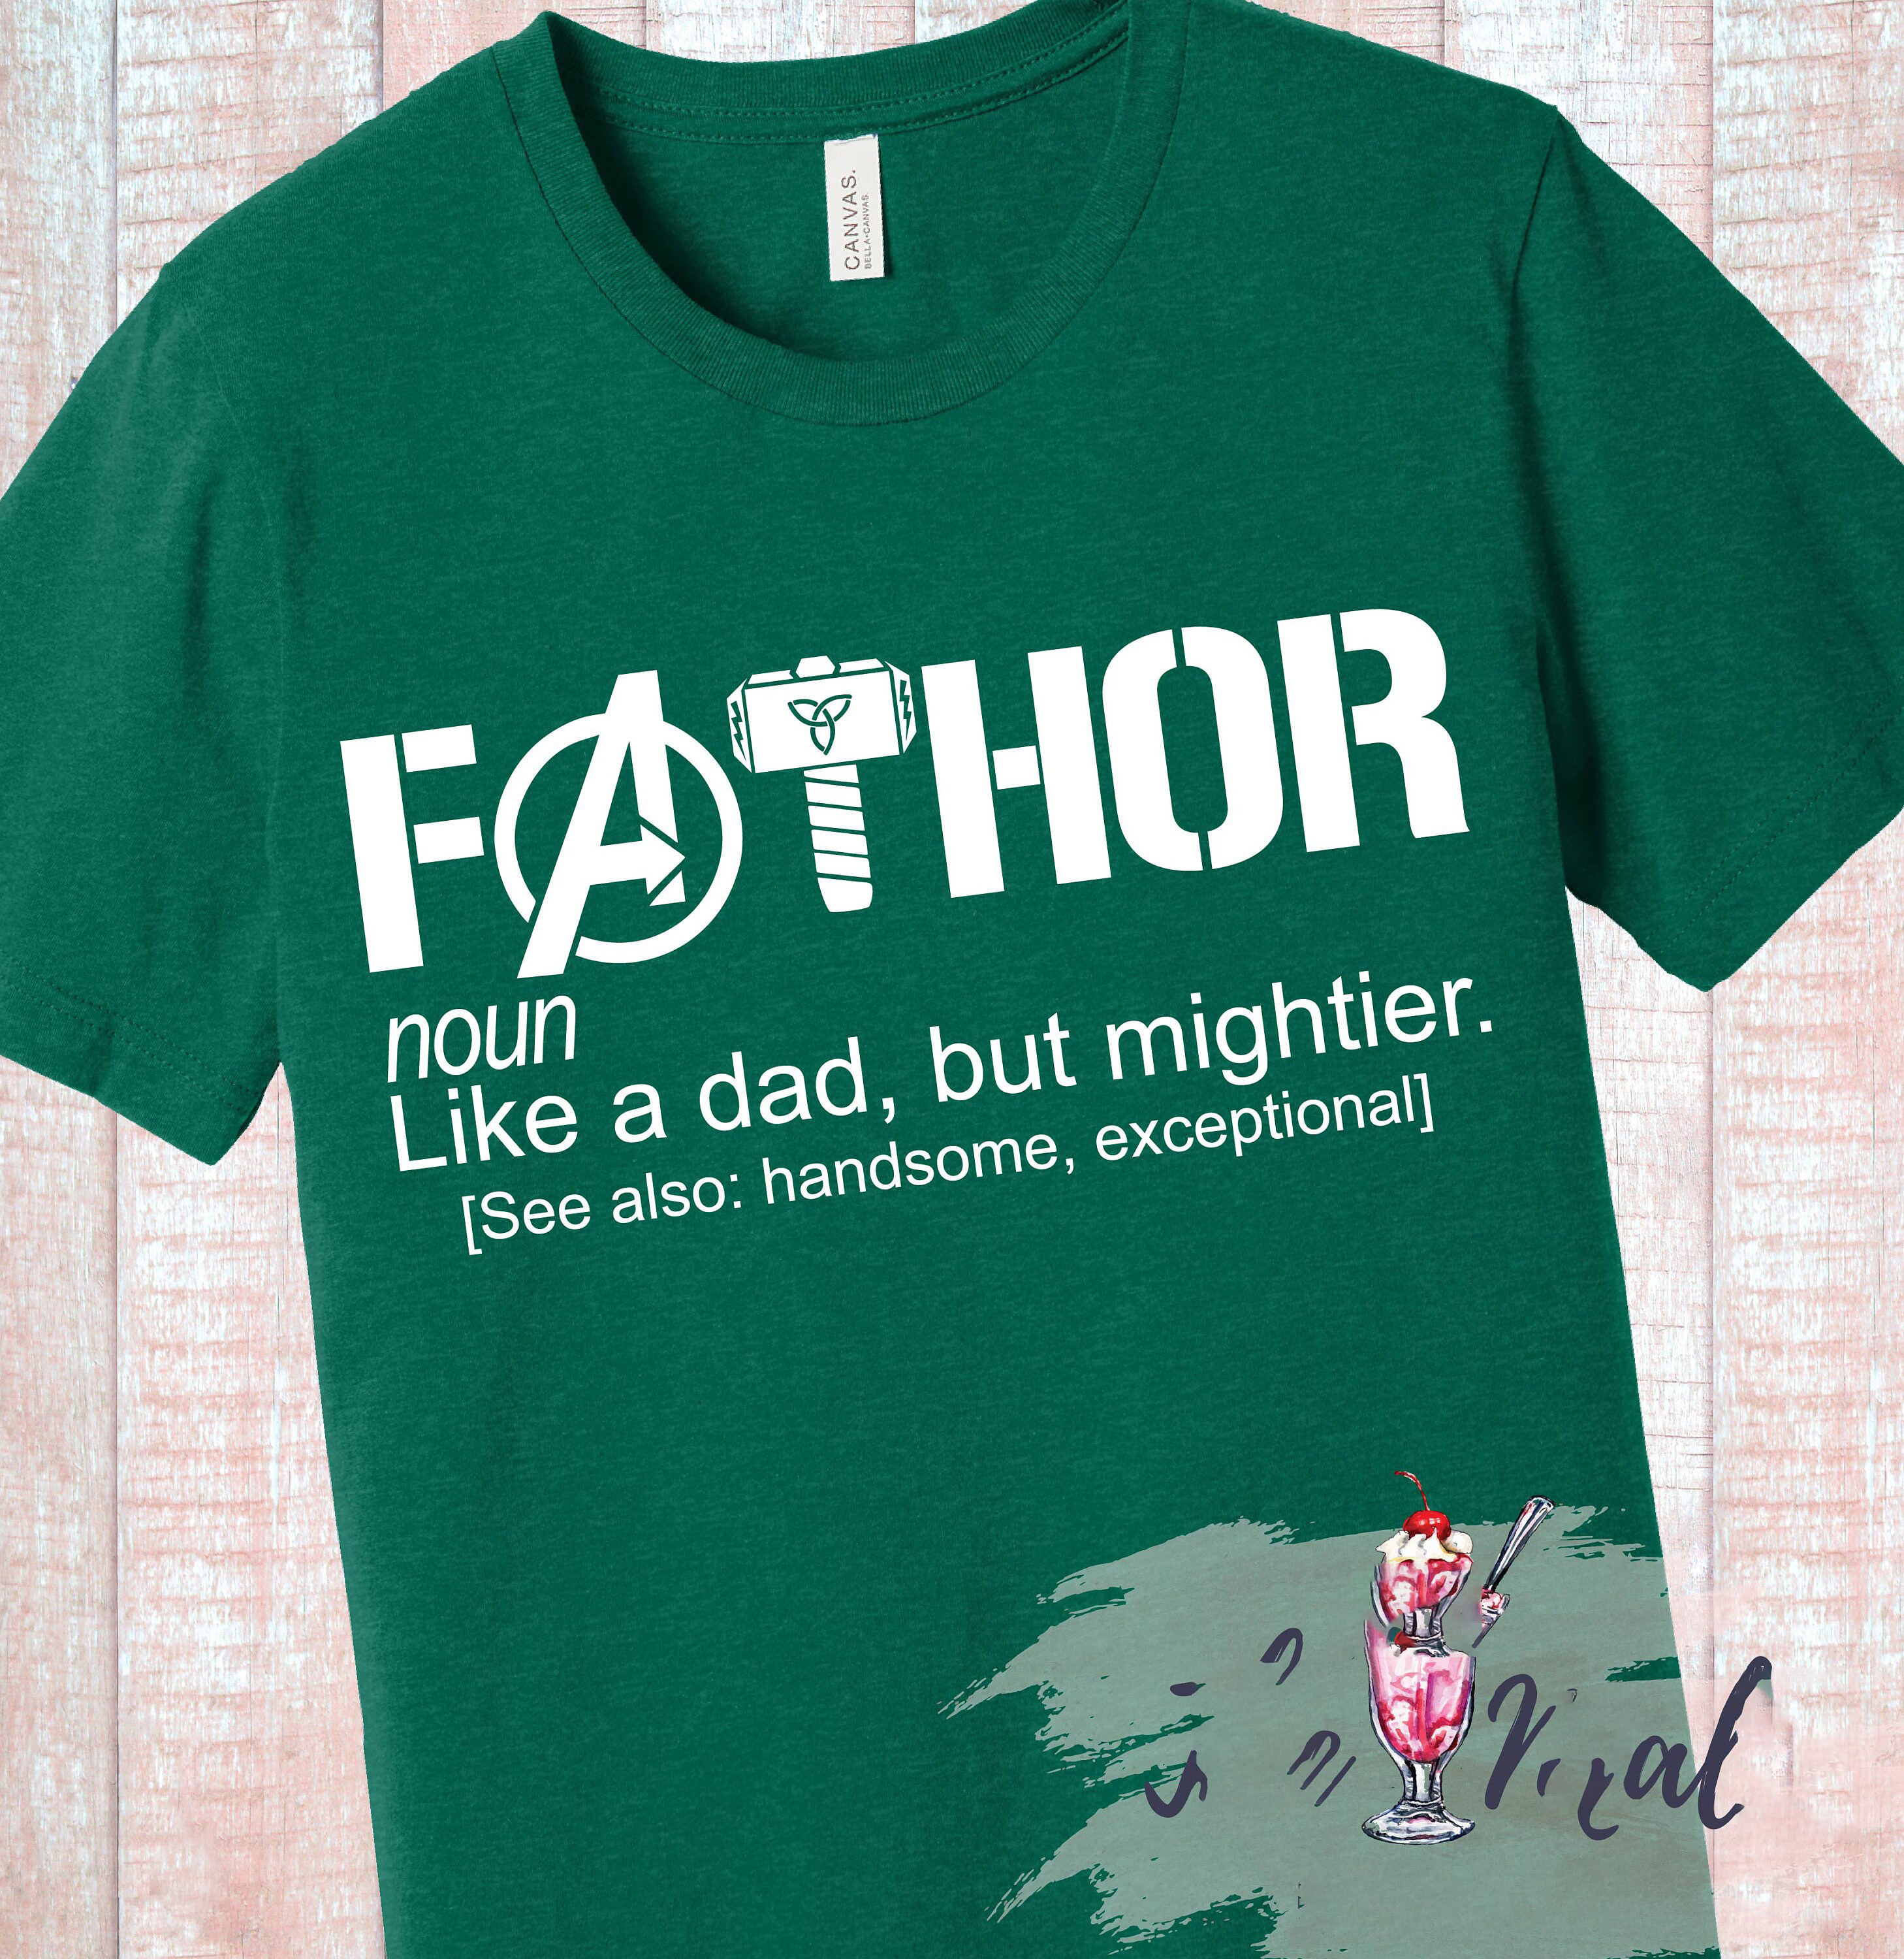 CANVAS.
BELLA+CANVAS
FATHOR
noun
Like a dad, but mightier.
[See also: handsome, exceptional]